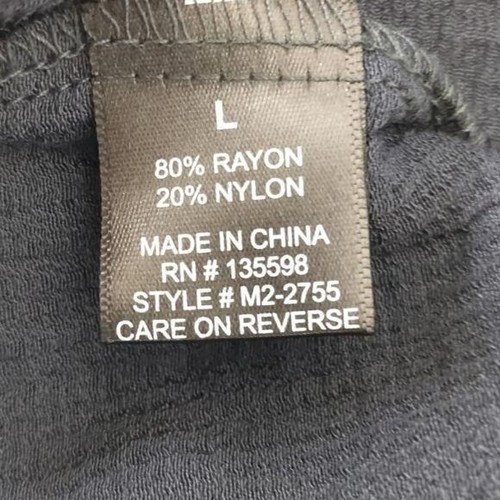 L
80% RAYON
20% NYLON
MADE IN CHINA
RN # 135598
STYLE # M2-2755
CARE ON REVERSE